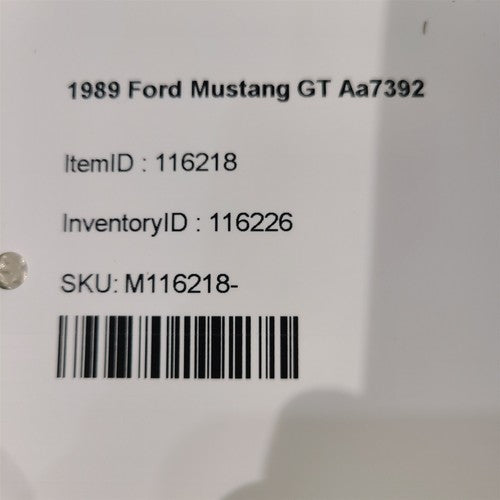 1989 Ford Mustang GT Aa7392
ItemID : 116218
InventoryID : 116226
SKU: M116218-